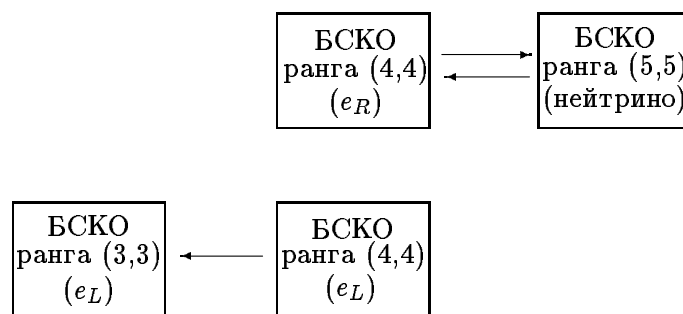 БСКО
ранга (4,4)
(e_R)
БСКО
ранга (5,5)
(нейтрино)
БСКО
ранга (3,3)
(e_L)
БСКО
ранга (4,4)
(e_L)